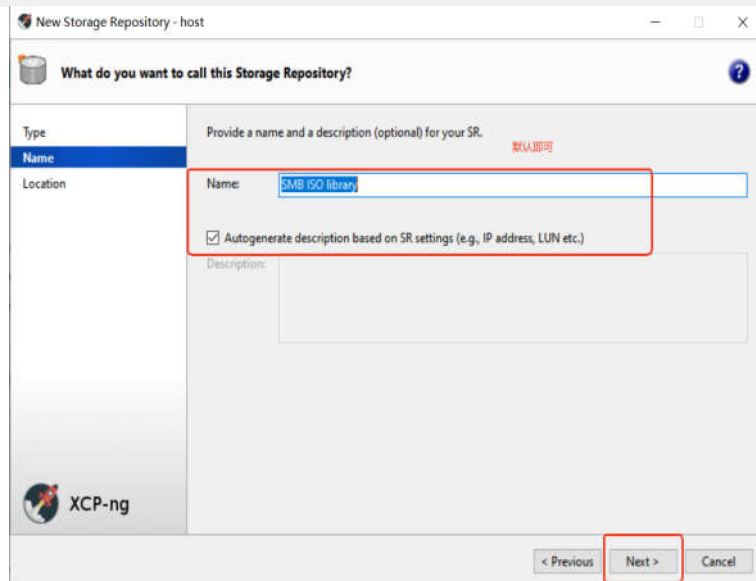 New Storage Repository - host
What do you want to call this Storage Repository?
Type
Name
Location
Provide a name and a description (optional) for your SR.
默认即可
Name: SMB ISO library
Autogenerate description based on SR settings (e.g., IP address, LUN etc.)
Description:
XCP-ng
< Previous Next > Cancel